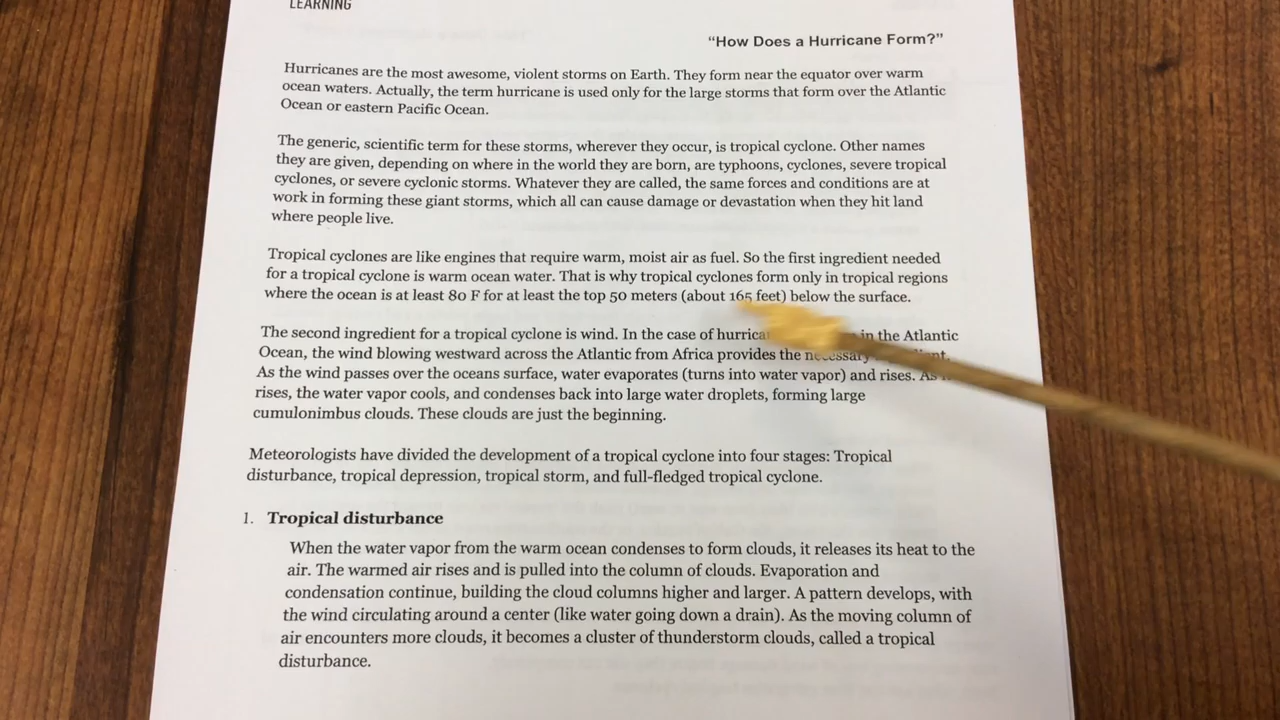 LEARNING
“How Does a Hurricane Form?”
Hurricanes are the most awesome, violent storms on Earth. They form near the equator over warm
ocean waters. Actually, the term hurricane is used only for the large storms that form over the Atlantic
Ocean or eastern Pacific Ocean.
The generic, scientific term for these storms, wherever they occur, is tropical cyclone. Other names
they are given, depending on where in the world they are born, are typhoons, cyclones, severe tropical
cyclones, or severe cyclonic storms. Whatever they are called, the same forces and conditions are at
work in forming these giant storms, which all can cause damage or devastation when they hit land
where people live.
Tropical cyclones are like engines that require warm, moist air as fuel. So the first ingredient needed
for a tropical cyclone is warm ocean water. That is why tropical cyclones form only in tropical regions
where the ocean is at least 80 F for at least the top 50 meters (about 165 feet) below the surface.
The second ingredient for a tropical cyclone is wind. In the case of in the Atlantic
Ocean, the wind blowing westward across the Atlantic from Africa provides the necessary
As the wind passes over the oceans surface, water evaporates (turns into water vapor) and rises. As
rises, the water vapor cools, and condenses back into large water droplets, forming large
cumulonimbus clouds. These clouds are just the beginning.
Meteorologists have divided the development of a tropical cyclone into four stages: Tropical
disturbance, tropical depression, tropical storm, and full-fledged tropical cyclone.
1. Tropical disturbance
When the water vapor from the warm ocean condenses to form clouds, it releases its heat to the
air. The warmed air rises and is pulled into the column of clouds. Evaporation and
condensation continue, building the cloud columns higher and larger. A pattern develops, with
the wind circulating around a center (like water going down a drain). As the moving column of
air encounters more clouds, it becomes a cluster of thunderstorm clouds, called a tropical
disturbance.